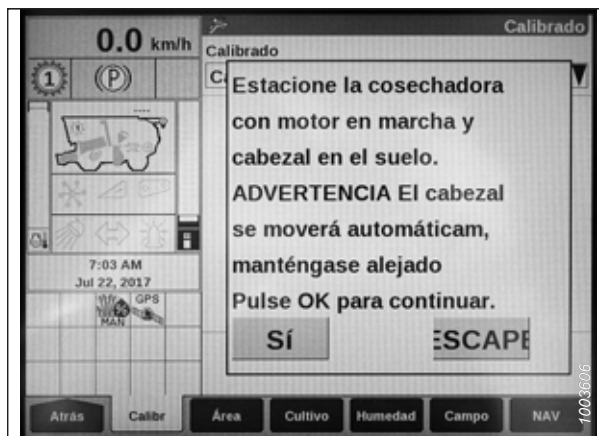 0.0 km/h
Calibrado
Calibrado
1
(P)
Ca
Estacione la cosechadora
con motor en marcha y
cabezal en el suelo.
ADVERTENCIA El cabezal
se moverá automáticam,
manténgase alejado
Pulse OK para continuar.
Sí
ESCAPE
7:03 AM
Jul 22, 2017
GPS
MAN
Atrás
Calibr
Área
Cultivo
Humedad
Campo
NAV
1003606